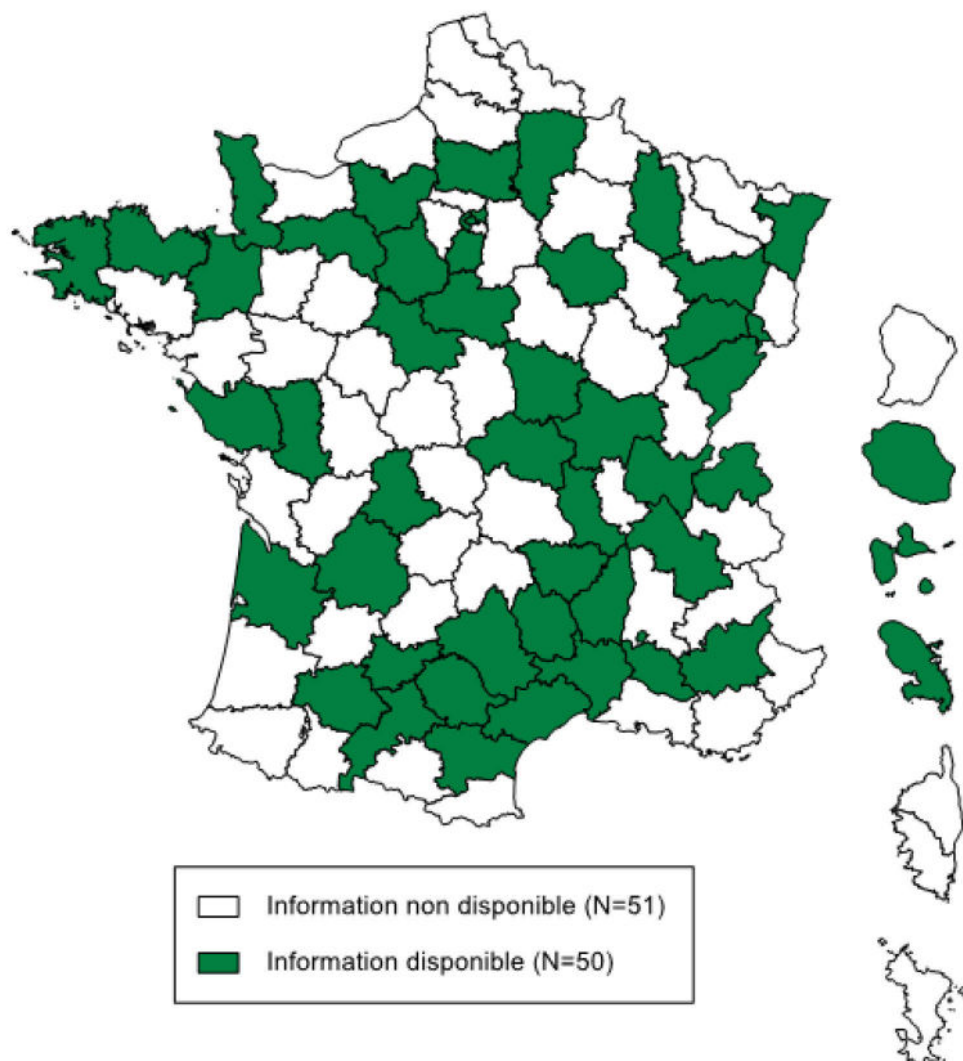 Information non disponible (N=51)
Information disponible (N=50)